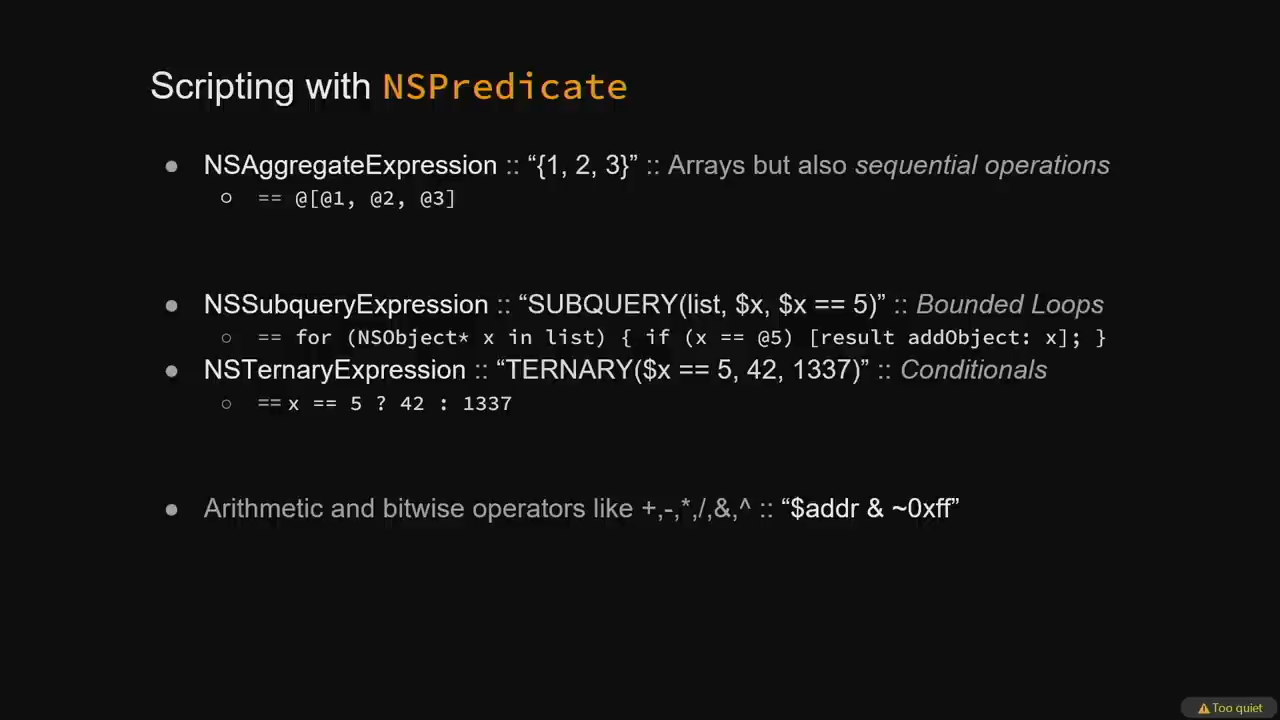 Scripting with NSPredicate
● NSAggregateExpression :: “{1, 2, 3}” :: Arrays but also sequential operations
○ == @[@1, @2, @3]
● NSSubqueryExpression :: “SUBQUERY(list, $x, $x == 5)” :: Bounded Loops
○ == for (NSObject* x in list) { if (x == @5) [result addObject: x]; }
● NSTernaryExpression :: “TERNARY($x == 5, 42, 1337)” :: Conditionals
○ == x == 5 ? 42 : 1337
● Arithmetic and bitwise operators like +,-,*,/,&,^ :: “$addr & ~0xff”
⚠ Too quiet